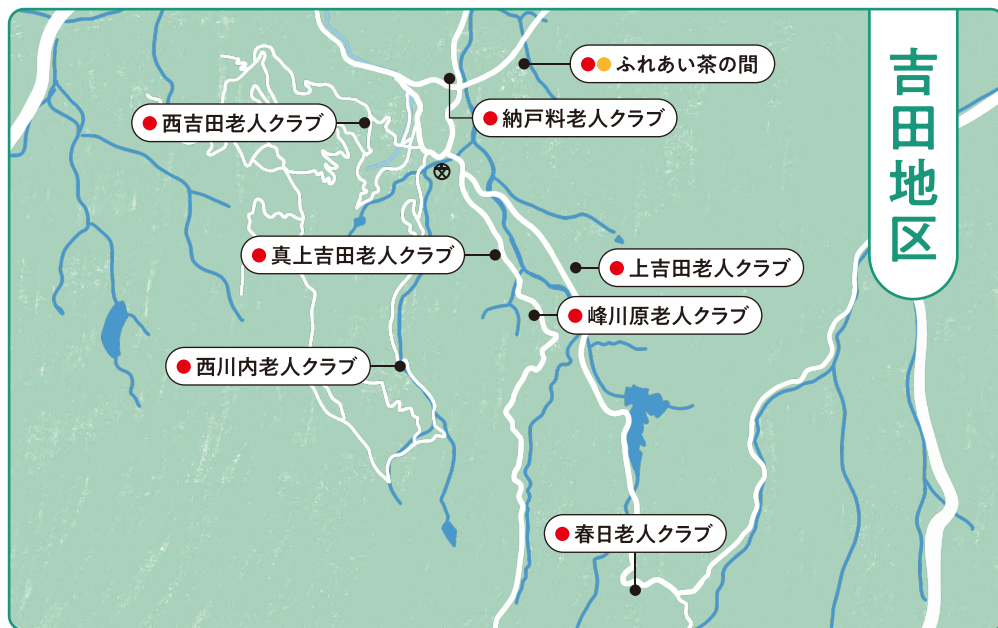 吉田地区
ふれあい茶の間
納戸料老人クラブ
西吉田老人クラブ
真上吉田老人クラブ
上吉田老人クラブ
峰川原老人クラブ
西川内老人クラブ
春日老人クラブ